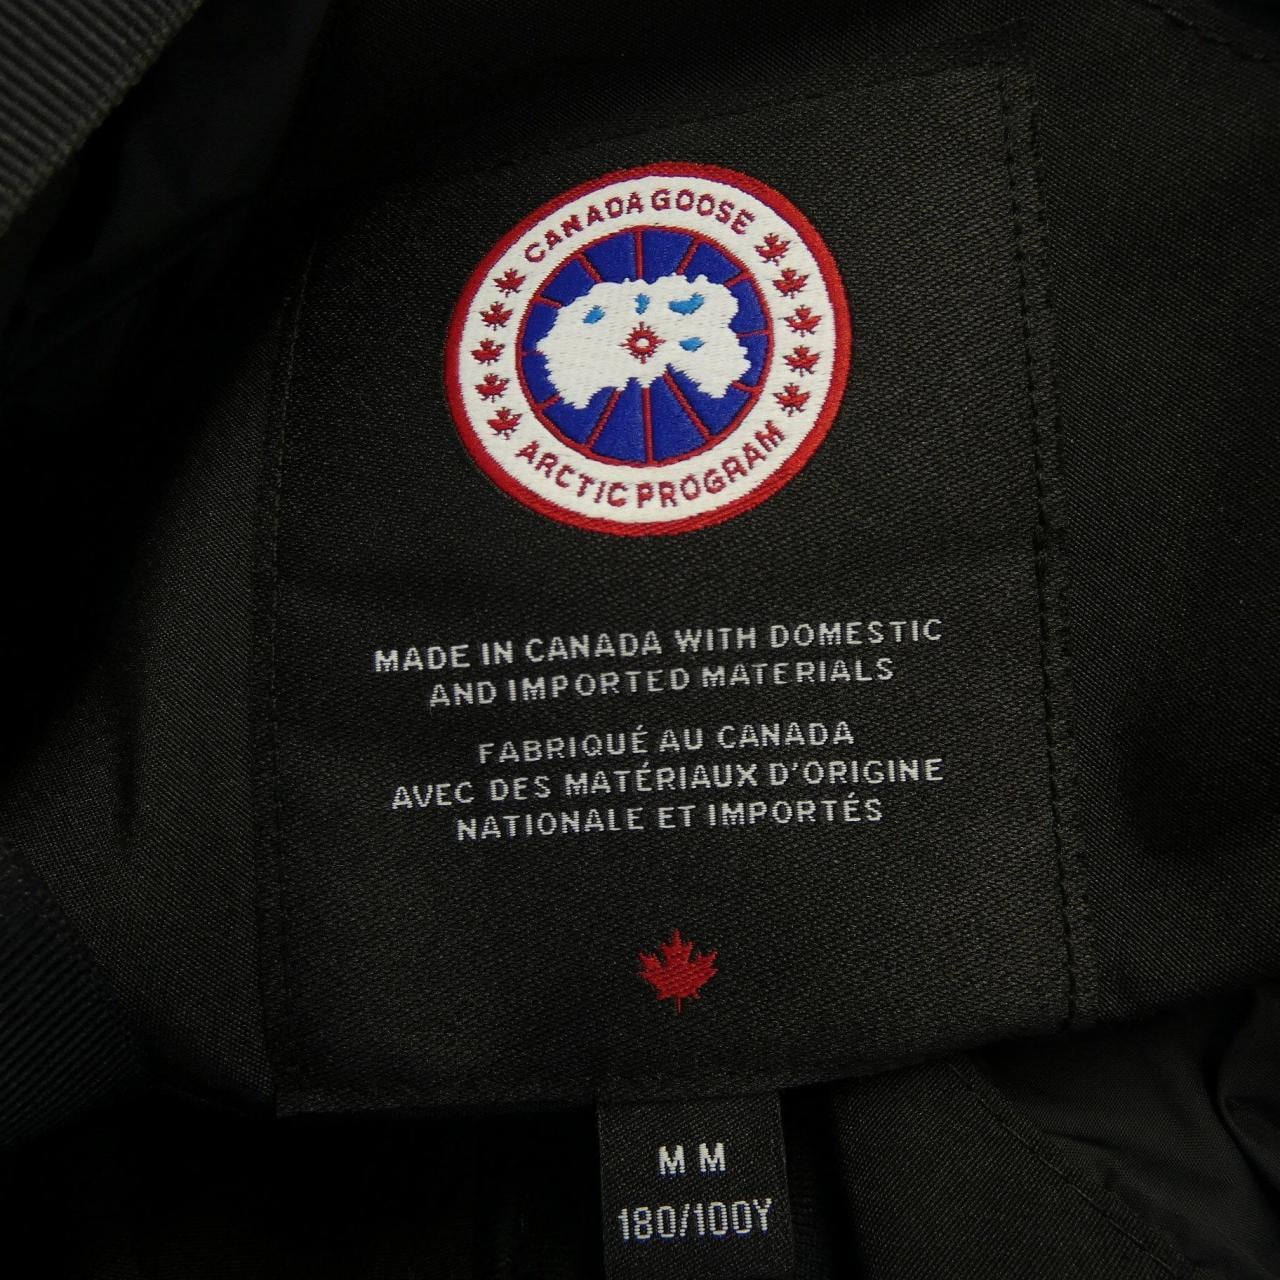 CANADA GOOSE
ARCTIC PROGRAM
MADE IN CANADA WITH DOMESTIC
AND IMPORTED MATERIALS
FABRIQUÉ AU CANADA
AVEC DES MATÉRIAUX D'ORIGINE
NATIONALE ET IMPORTÉS
M M
180/100Y